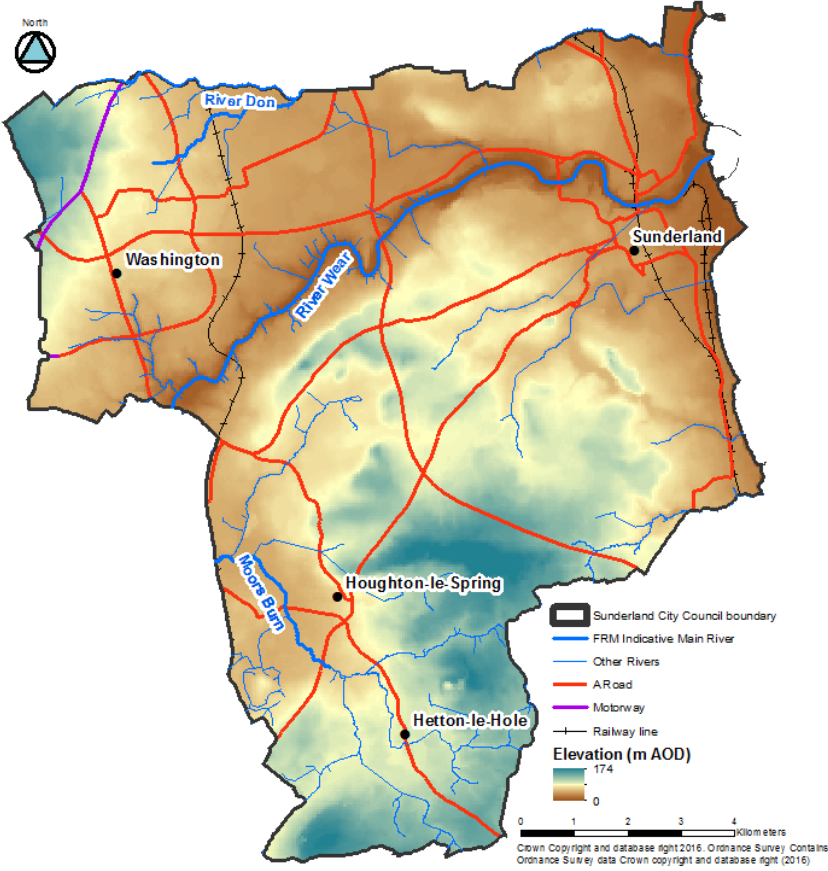 North
River Don
Sunderland
Washington
River Wear
Moors Burn
Houghton-le-Spring
Hetton-le-Hole
Sunderland City Council boundary
FRM Indicative Main River
Other Rivers
A Road
Motorway
Railway line
Elevation (m AOD)
174
0
0 1 2 3 4
Kilometers
Crown Copyright and database right 2016. Ordnance Survey Contains
Ordnance Survey data Crown copyright and database right (2016)